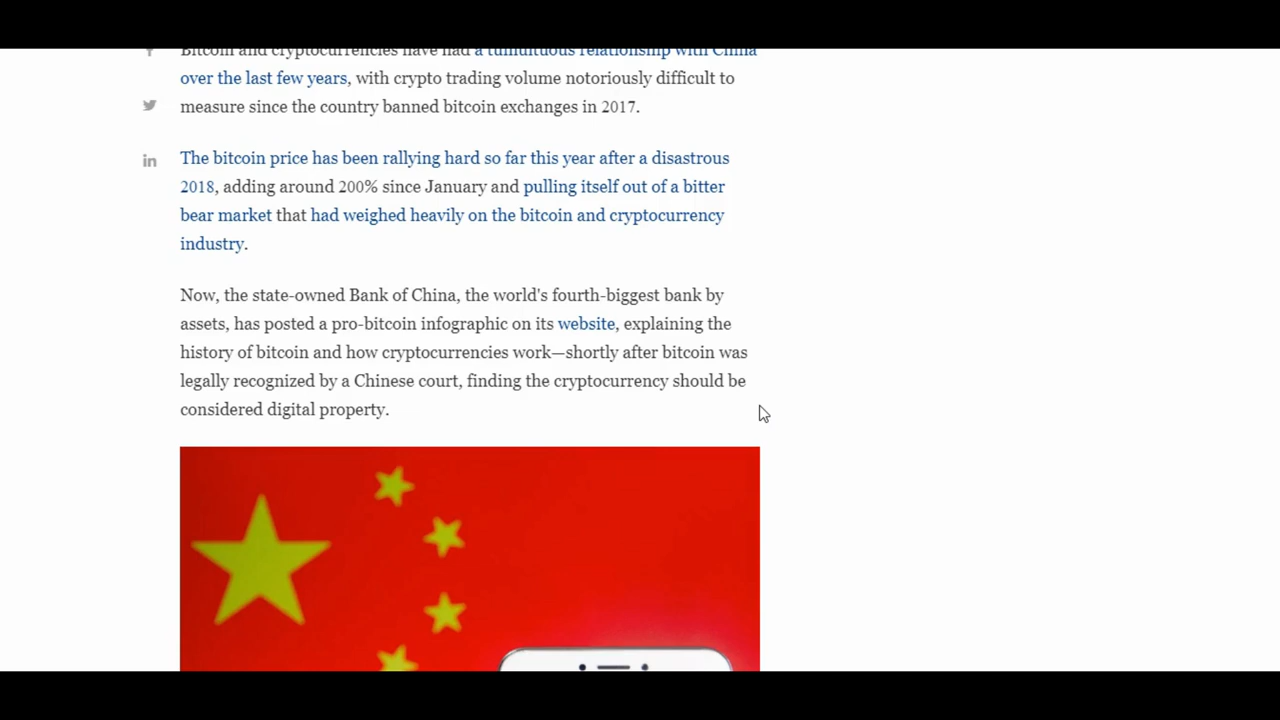 Bitcoin and cryptocurrencies have had a tumultuous relationship with China
over the last few years, with crypto trading volume notoriously difficult to
measure since the country banned bitcoin exchanges in 2017.
The bitcoin price has been rallying hard so far this year after a disastrous
2018, adding around 200% since January and pulling itself out of a bitter
bear market that had weighed heavily on the bitcoin and cryptocurrency
industry.
Now, the state-owned Bank of China, the world's fourth-biggest bank by
assets, has posted a pro-bitcoin infographic on its website, explaining the
history of bitcoin and how cryptocurrencies work—shortly after bitcoin was
legally recognized by a Chinese court, finding the cryptocurrency should be
considered digital property.